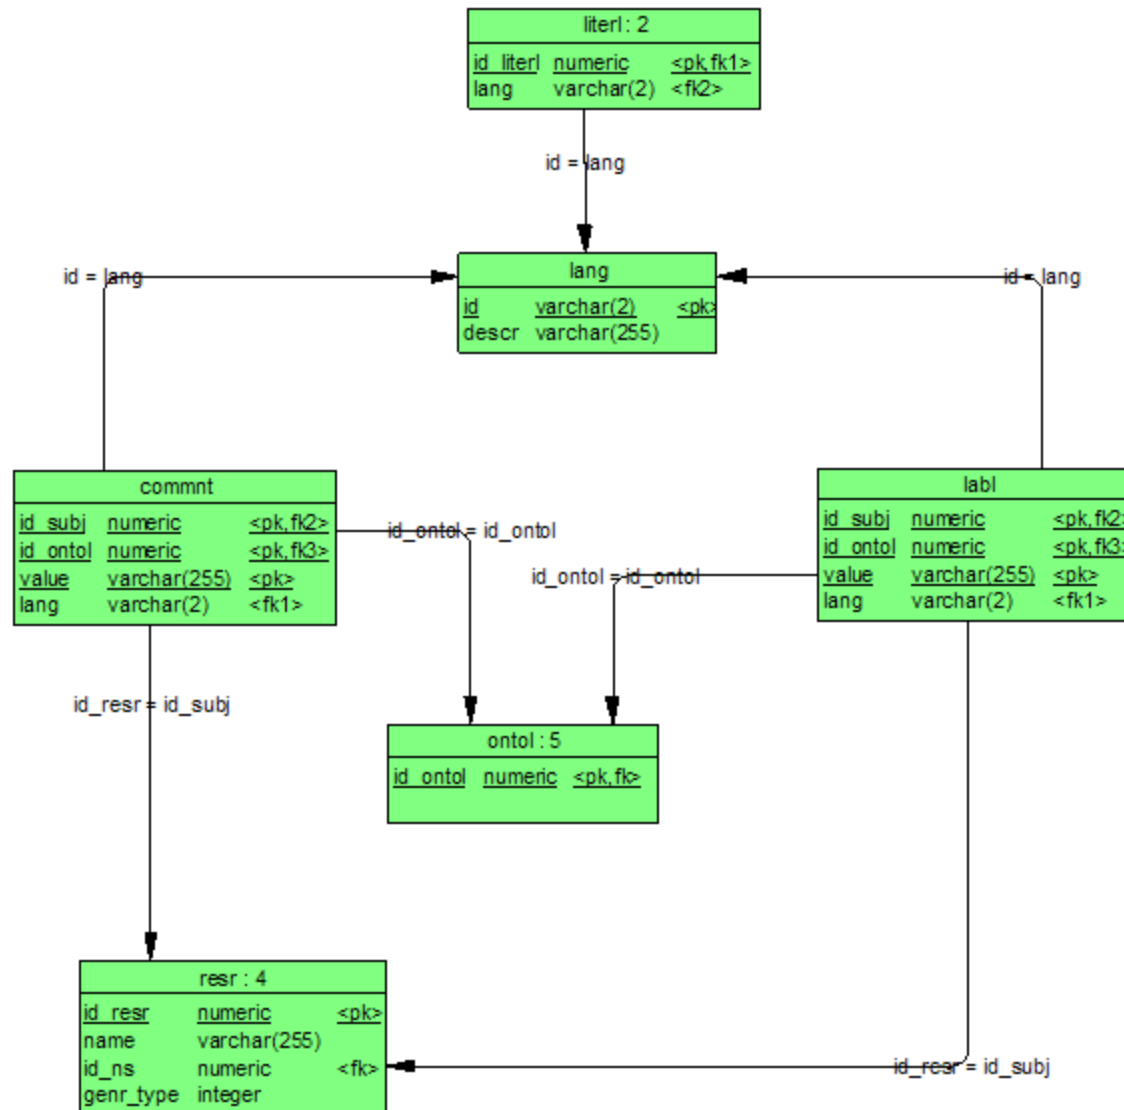 literl : 2
id_literl numeric <pk,fk1>
lang varchar(2) <fk2>
id = lang
lang
id varchar(2) <pk>
descr varchar(255)
id = lang
id = lang
commnt
id_subj numeric <pk,fk2>
id_ontol numeric <pk,fk3>
value varchar(255) <pk>
lang varchar(2) <fk1>
labl
id_subj numeric <pk,fk2>
id_ontol numeric <pk,fk3>
value varchar(255) <pk>
lang varchar(2) <fk1>
id_ontol = id_ontol
id_ontol = id_ontol
id_resr = id_subj
ontol : 5
id_ontol numeric <pk,fk>
resr : 4
id_resr numeric <pk>
name varchar(255)
id_ns numeric <fk>
genr_type integer
id_resr = id_subj